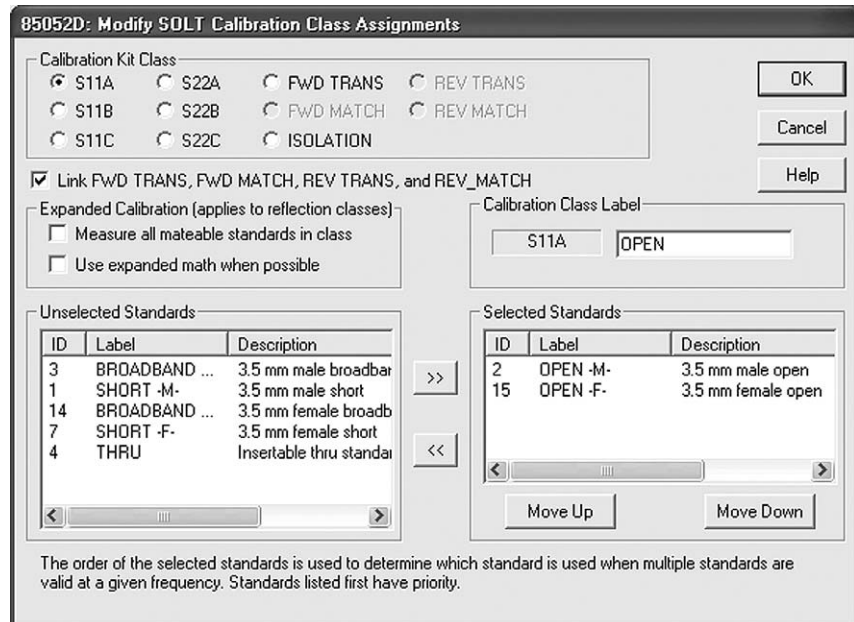 85052D: Modify SOLT Calibration Class Assignments
Calibration Kit Class
S11A S22A FWD TRANS REV TRANS
S11B S22B FWD MATCH REV MATCH
S11C S22C ISOLATION
OK
Cancel
Help
Link FWD TRANS, FWD MATCH, REV TRANS, and REV_MATCH
Expanded Calibration (applies to reflection classes)
Measure all mateable standards in class
Use expanded math when possible
Calibration Class Label
S11A OPEN
Unselected Standards
ID Label Description
3 BROADBAND ... 3.5 mm male broadbar
1 SHORT -M- 3.5 mm male short
14 BROADBAND ... 3.5 mm female broadb
7 SHORT -F- 3.5 mm female short
4 THRU Insertable thru standar
>>
<<
Selected Standards
ID Label Description
2 OPEN -M- 3.5 mm male open
15 OPEN -F- 3.5 mm female open
Move Up Move Down
The order of the selected standards is used to determine which standard is used when multiple standards are
valid at a given frequency. Standards listed first have priority.